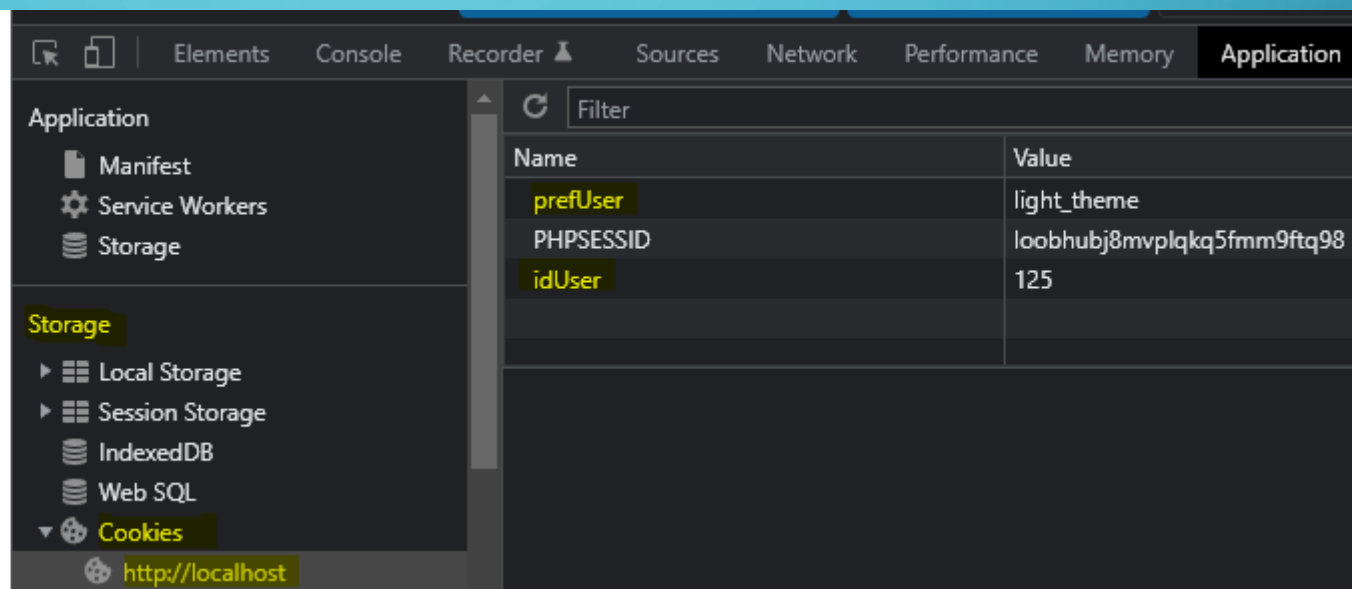 Elements Console Recorder Sources Network Performance Memory Application
Application
Manifest
Service Workers
Storage
Storage
Local Storage
Session Storage
IndexedDB
Web SQL
Cookies
http://localhost
Filter
Name Value
prefUser light_theme
PHPSESSID loobhubj8mvplqkq5fmm9ftq98
idUser 125